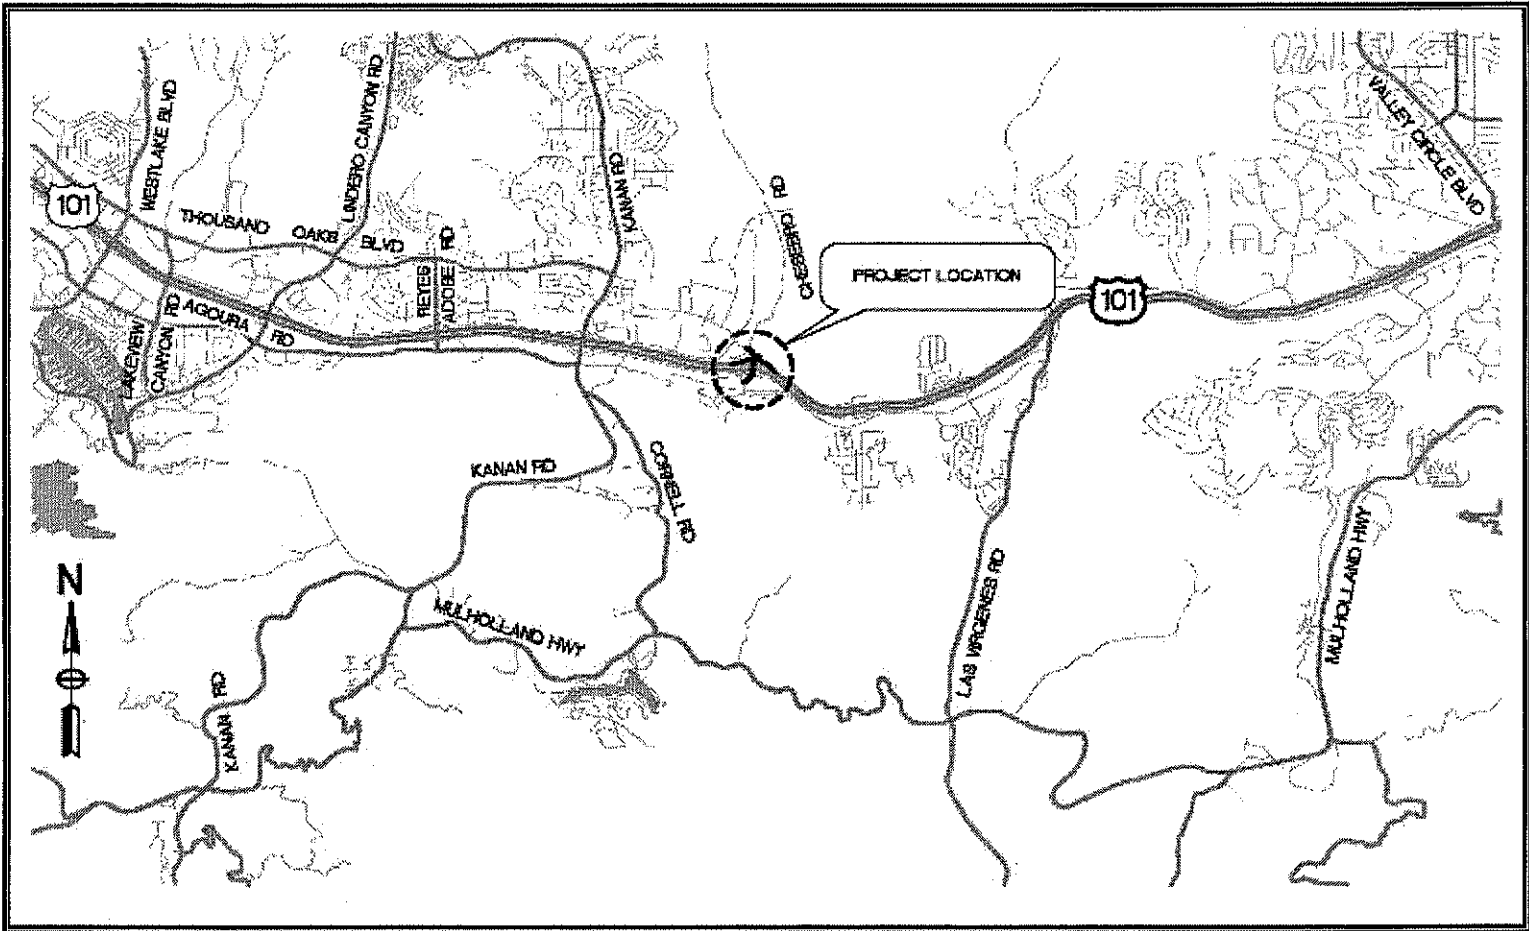 WESTLAKE BLVD
LINDERO CANYON RD
VALLEY CIRCLE BLVD
101
THOUSAND OAKS BLVD
KANAN RD
CHESEBRO RD
REYES
ADOBE RD
PROJECT LOCATION
101
AGOURA RD
LAKEVIEW
CANYON RD
KANAN RD
CORNELL RD
N
MULHOLLAND HWY
LAS VIRGENES RD
MULHOLLAND HWY
KANAN RD